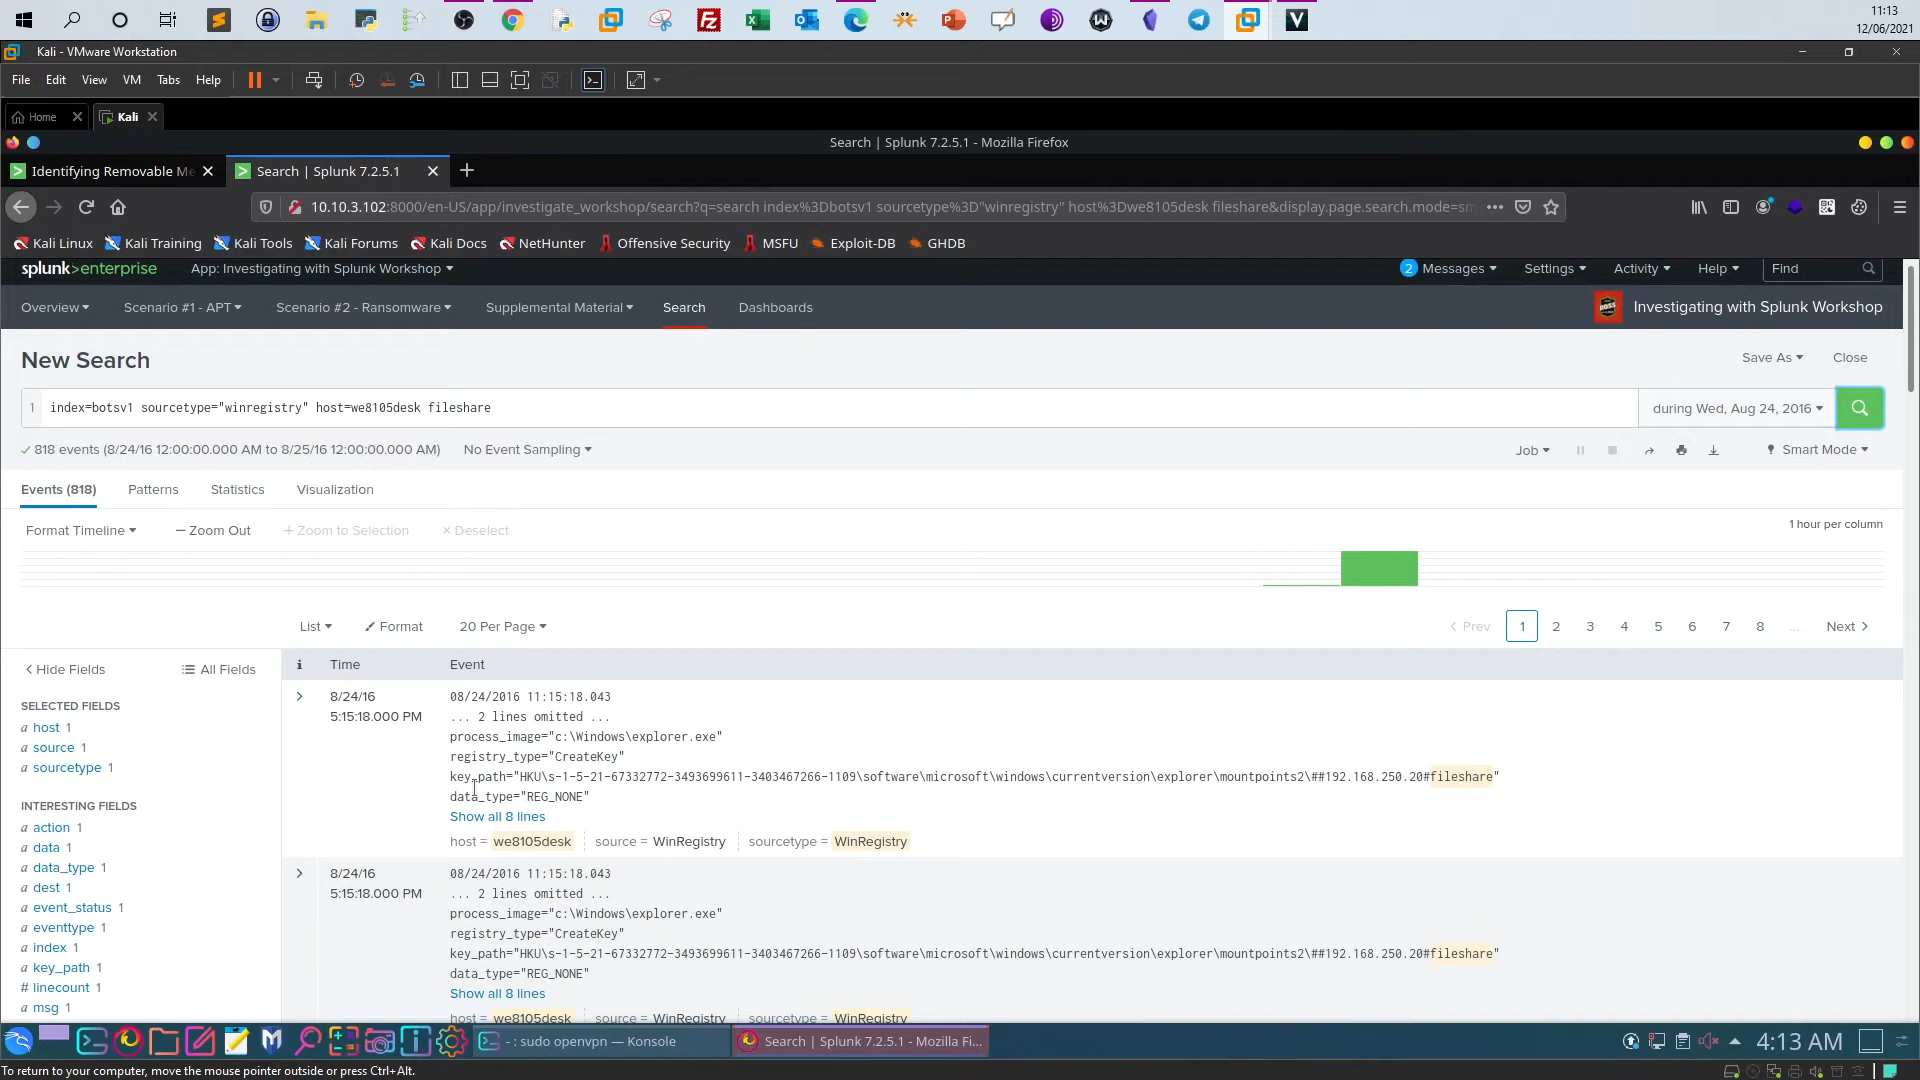 11:13
12/06/2021
Kali - VMware Workstation
File Edit View VM Tabs Help
Home Kali
Search | Splunk 7.2.5.1 - Mozilla Firefox
Identifying Removable Me Search | Splunk 7.2.5.1
10.10.3.102:8000/en-US/app/investigate_workshop/search?q=search index%3Dbotsv1 sourcetype%3D"winregistry" host%3Dwe8105desk fileshare&display.page.search.mode=sm
Kali Linux Kali Training Kali Tools Kali Forums Kali Docs NetHunter Offensive Security MSFU Exploit-DB GHDB
splunk>enterprise App: Investigating with Splunk Workshop 2 Messages Settings Activity Help Find
Overview Scenario #1 - APT Scenario #2 - Ransomware Supplemental Material Search Dashboards Investigating with Splunk Workshop
New Search Save As Close
1 index=botsv1 sourcetype="winregistry" host=we8105desk fileshare during Wed, Aug 24, 2016
818 events (8/24/16 12:00:00.000 AM to 8/25/16 12:00:00.000 AM) No Event Sampling Job Smart Mode
Events (818) Patterns Statistics Visualization
Format Timeline — Zoom Out + Zoom to Selection × Deselect 1 hour per column
List Format 20 Per Page < Prev 1 2 3 4 5 6 7 8 ... Next >
< Hide Fields All Fields i Time Event
SELECTED FIELDS
a host 1
a source 1
a sourcetype 1
INTERESTING FIELDS
a action 1
a data 1
a data_type 1
a dest 1
a event_status 1
a eventtype 1
a index 1
a key_path 1
# linecount 1
a msg 1
8/24/16
5:15:18.000 PM
08/24/2016 11:15:18.043
... 2 lines omitted ...
process_image="c:\Windows\explorer.exe"
registry_type="CreateKey"
key_path="HKU\s-1-5-21-67332772-3493699611-3403467266-1109\software\microsoft\windows\currentversion\explorer\mountpoints2\##192.168.250.20#fileshare"
data_type="REG_NONE"
Show all 8 lines
host = we8105desk source = WinRegistry sourcetype = WinRegistry
8/24/16
5:15:18.000 PM
08/24/2016 11:15:18.043
... 2 lines omitted ...
process_image="c:\Windows\explorer.exe"
registry_type="CreateKey"
key_path="HKU\s-1-5-21-67332772-3493699611-3403467266-1109\software\microsoft\windows\currentversion\explorer\mountpoints2\##192.168.250.20#fileshare"
data_type="REG_NONE"
Show all 8 lines
host = we8105desk source = WinRegistry sourcetype = WinRegistry
- : sudo openvpn — Konsole Search | Splunk 7.2.5.1 - Mozilla Fi... 4:13 AM
To return to your computer, move the mouse pointer outside or press Ctrl+Alt.